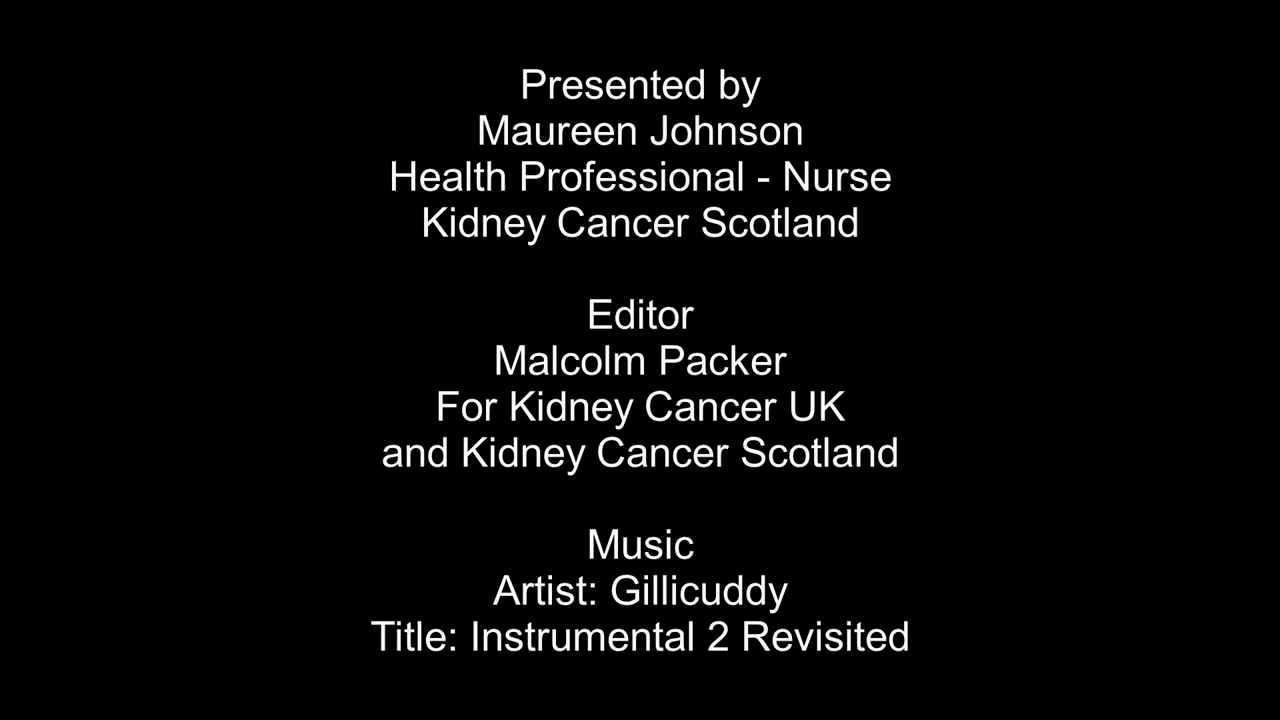 Presented by
Maureen Johnson
Health Professional - Nurse
Kidney Cancer Scotland
Editor
Malcolm Packer
For Kidney Cancer UK
and Kidney Cancer Scotland
Music
Artist: Gillicuddy
Title: Instrumental 2 Revisited